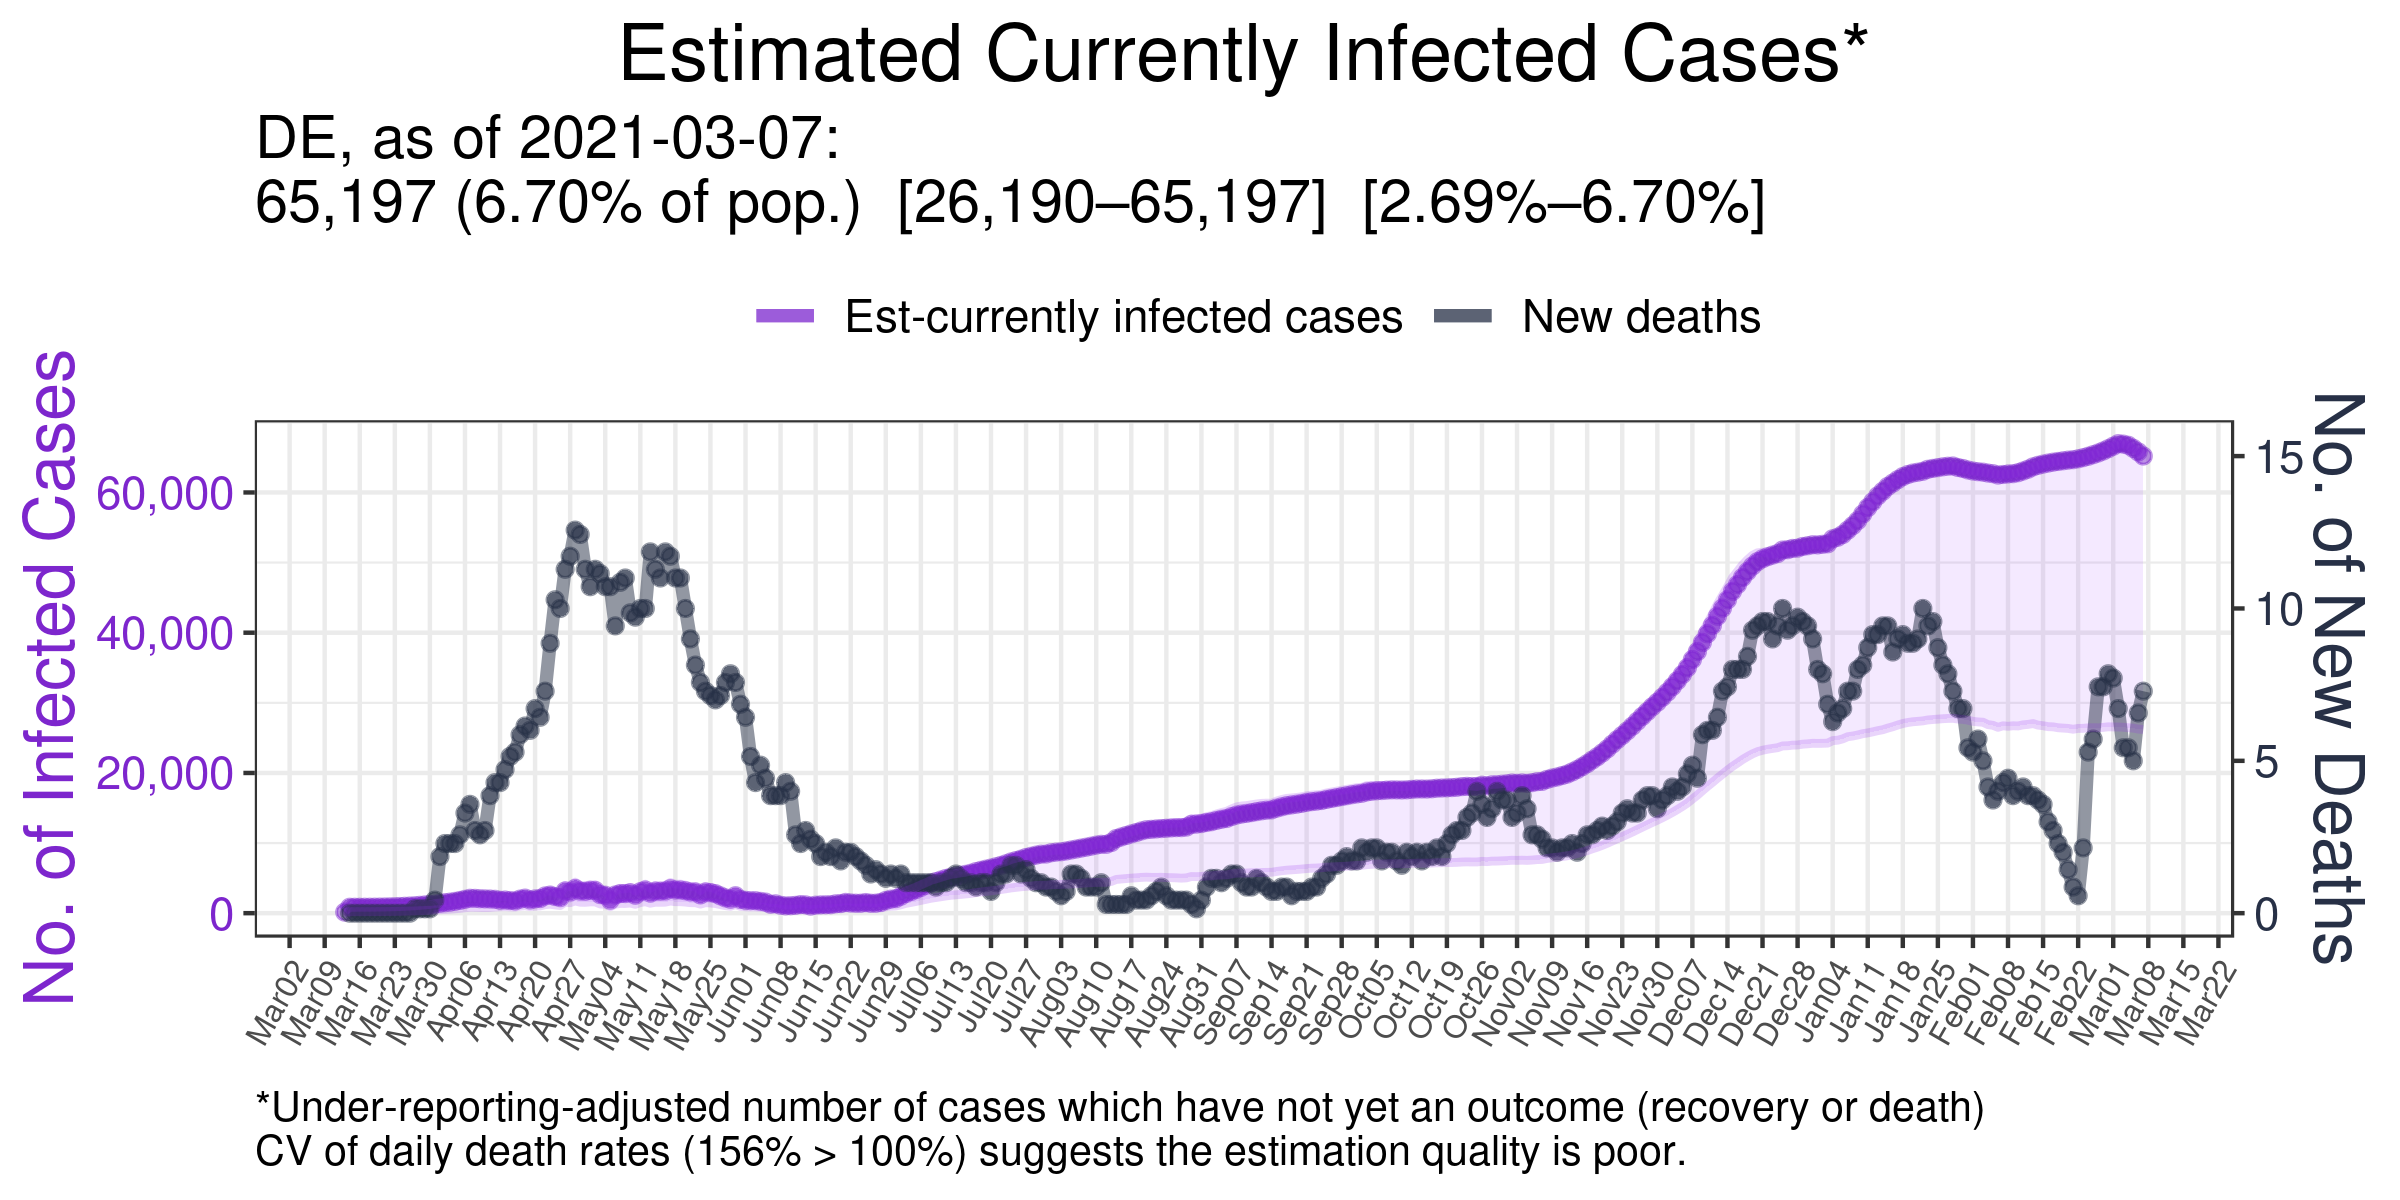 Estimated Currently Infected Cases*
DE, as of 2021-03-07:
65,197 (6.70% of pop.) [26,190–65,197] [2.69%–6.70%]
Est-currently infected cases
New deaths
No. of Infected Cases
60,000
40,000
20,000
0
15
10
5
0
No. of New Deaths
Mar02
Mar09
Mar16
Mar23
Mar30
Apr06
Apr13
Apr20
Apr27
May04
May11
May18
May25
Jun01
Jun08
Jun15
Jun22
Jun29
Jul06
Jul13
Jul20
Jul27
Aug03
Aug10
Aug17
Aug24
Aug31
Sep07
Sep14
Sep21
Sep28
Oct05
Oct12
Oct19
Oct26
Nov02
Nov09
Nov16
Nov23
Nov30
Dec07
Dec14
Dec21
Dec28
Jan04
Jan11
Jan18
Jan25
Feb01
Feb08
Feb15
Feb22
Mar01
Mar08
Mar15
Mar22
*Under-reporting-adjusted number of cases which have not yet an outcome (recovery or death)
CV of daily death rates (156% > 100%) suggests the estimation quality is poor.